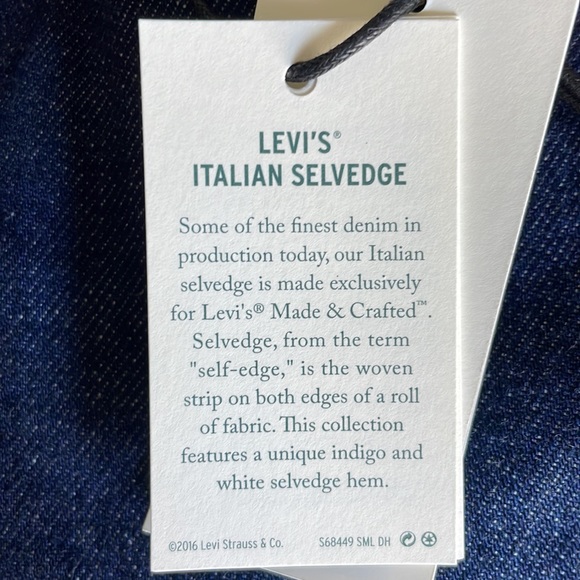 LEVI'S®
ITALIAN SELVEDGE
Some of the finest denim in
production today, our Italian
selvedge is made exclusively
for Levi's® Made & Crafted™.
Selvedge, from the term
"self-edge," is the woven
strip on both edges of a roll
of fabric. This collection
features a unique indigo and
white selvedge hem.
©2016 Levi Strauss & Co. S68449 SML DH